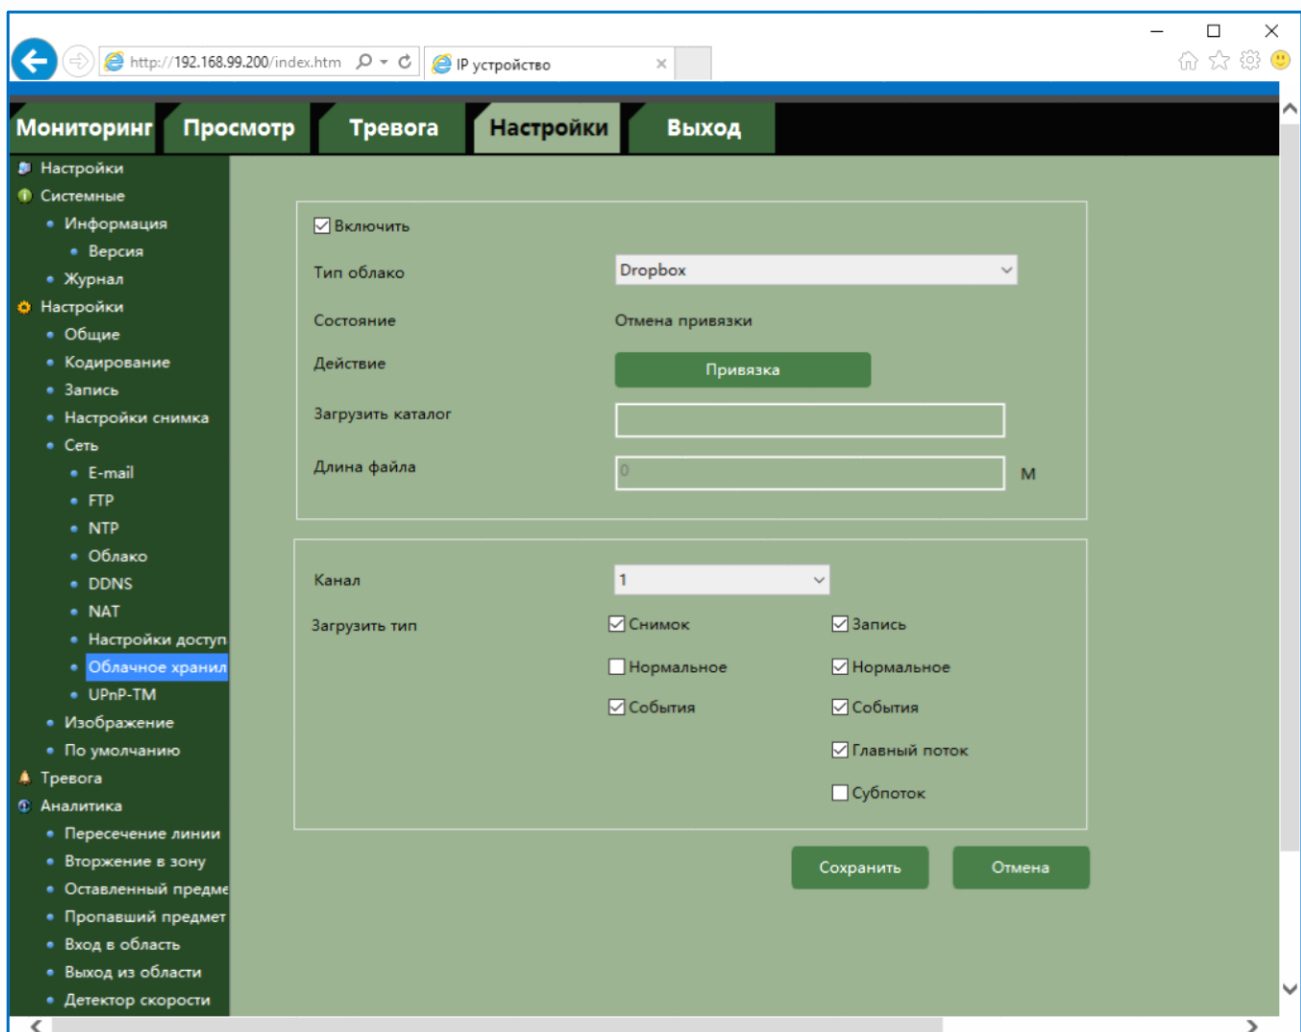 http://192.168.99.200/index.htm
IP устройство
Мониторинг Просмотр Тревога Настройки Выход
Настройки
Системные
Информация
Версия
Журнал
Настройки
Общие
Кодирование
Запись
Настройки снимка
Сеть
E-mail
FTP
NTP
Облако
DDNS
NAT
Настройки доступ
Облачное хранил
UPnP-TM
Изображение
По умолчанию
Тревога
Аналитика
Пересечение линии
Вторжение в зону
Оставленный предме
Пропавший предмет
Вход в область
Выход из области
Детектор скорости
Включить
Тип облако Dropbox
Состояние Отмена привязки
Действие Привязка
Загрузить каталог
Длина файла 0 М
Канал 1
Загрузить тип Снимок Запись
Нормальное Нормальное
События События
Главный поток
Субпоток
Сохранить Отмена